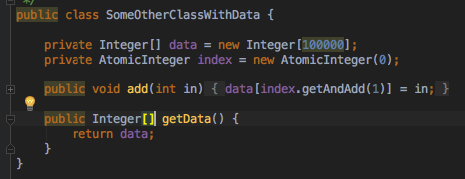 */
public class SomeOtherClassWithData {
private Integer[] data = new Integer[100000];
private AtomicInteger index = new AtomicInteger(0);
public void add(int in) { data[index.getAndAdd(1)] = in; }
public Integer[] getData() {
return data;
}
}